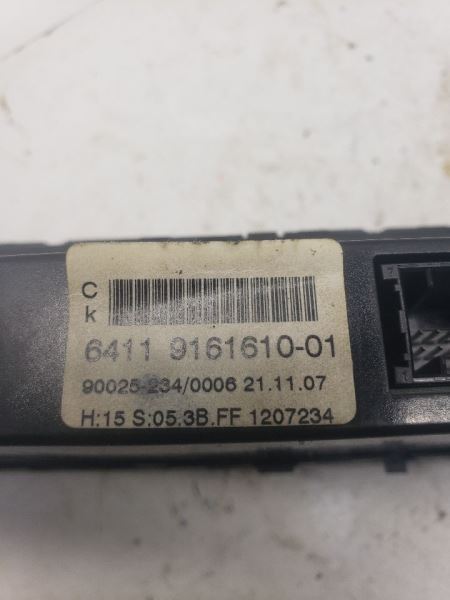 C
k
6411 9161610-01
90025-234/0006 21.11.07
H:15 S:05.3B.FF 1207234